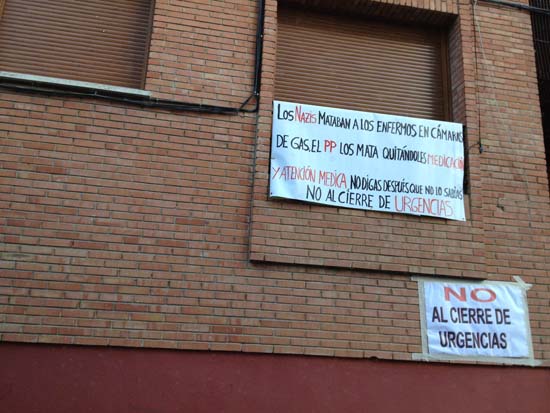 Los Nazis Mataban a los enfermos en cámaras
de gas, el PP los mata quitándoles medicación
y atención medica, no digas después que no lo sabías
no al cierre de urgencias
NO
AL CIERRE DE
URGENCIAS